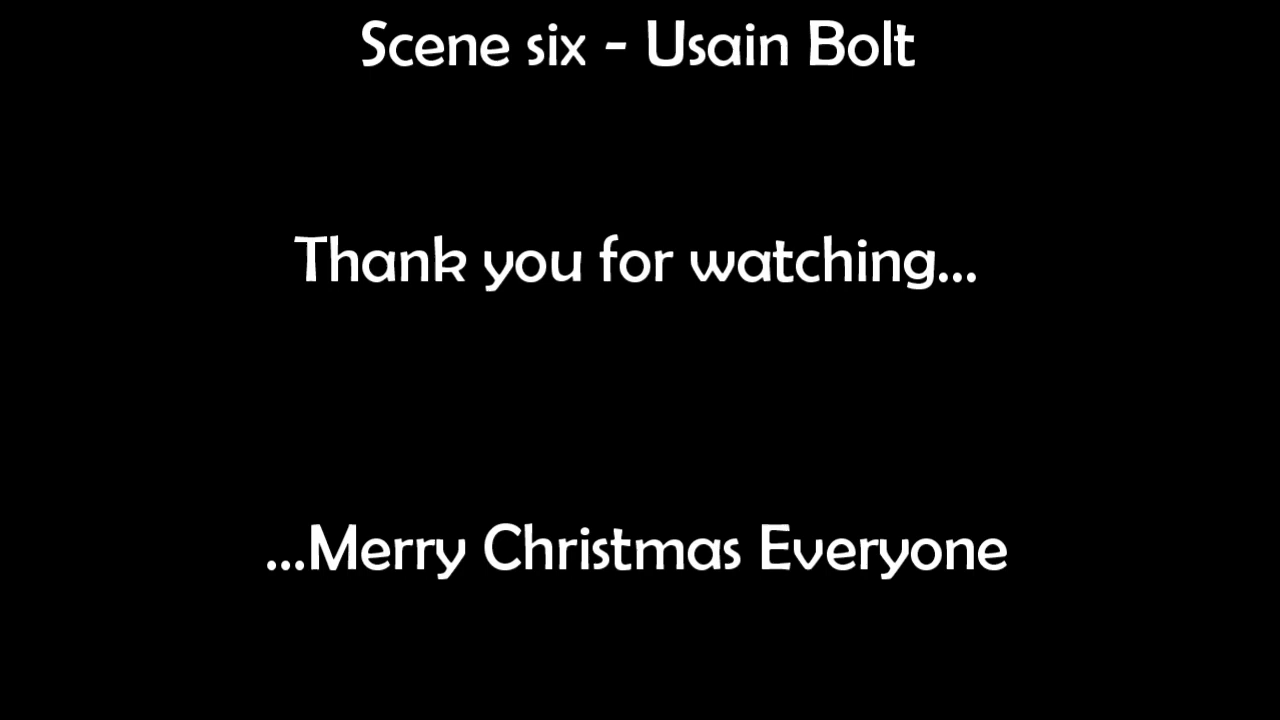 Scene six - Usain Bolt
Thank you for watching...
...Merry Christmas Everyone